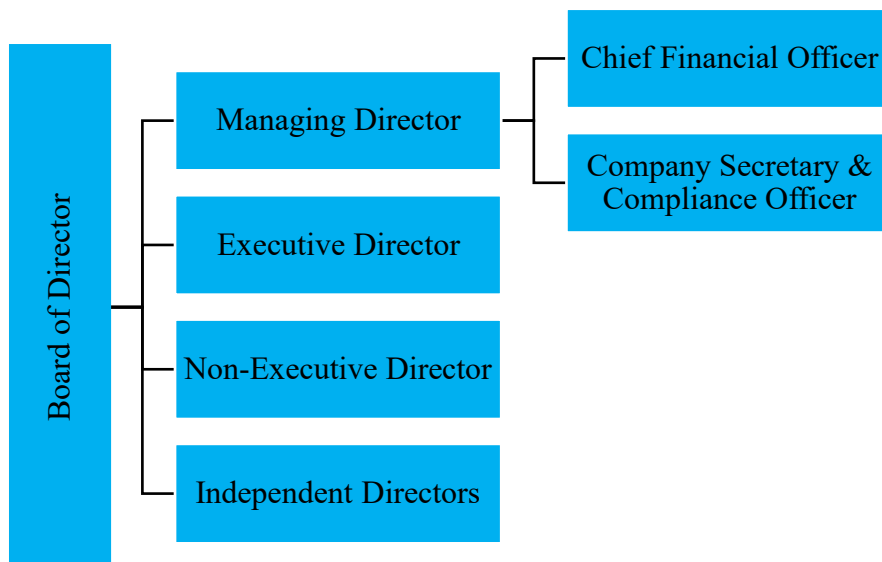 Board of Director
Managing Director
Executive Director
Non-Executive Director
Independent Directors
Chief Financial Officer
Company Secretary &
Compliance Officer